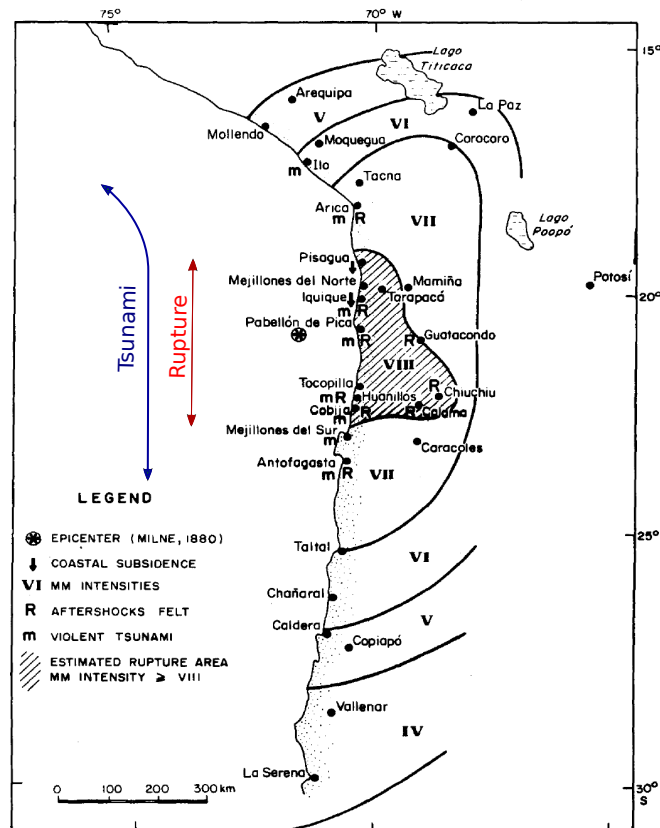 75°
70° W
15°
Lago
Titicaca
Arequipa
La Paz
V
VI
Mollendo
Moquegua
Carocoro
Ilo
m
Tacna
Arica
m R
VII
Lago
Poopó
Pisagua
Potosí
Mejillones del Norte
Mamiña
20°
Iquique
Tarapacá
m R
Pabellón de Pica
Guatacondo
m R
R
VIII
Tsunami
Rupture
Tocopilla
R
Chiuchiu
m R
Huanillos
Cobija
R
R
Calama
m
Mejillones del Sur
m
Caracoles
Antofagasta
VII
m R
LEGEND
EPICENTER (MILNE, 1880)
25°
Taltal
COASTAL SUBSIDENCE
VI
VI MM INTENSITIES
Chañaral
R AFTERSHOCKS FELT
Caldera
V
m VIOLENT TSUNAMI
Copiapó
ESTIMATED RUPTURE AREA
MM INTENSITY ≥ VIII
Vallenar
IV
La Serena
0 100 200 300 km
30°
S